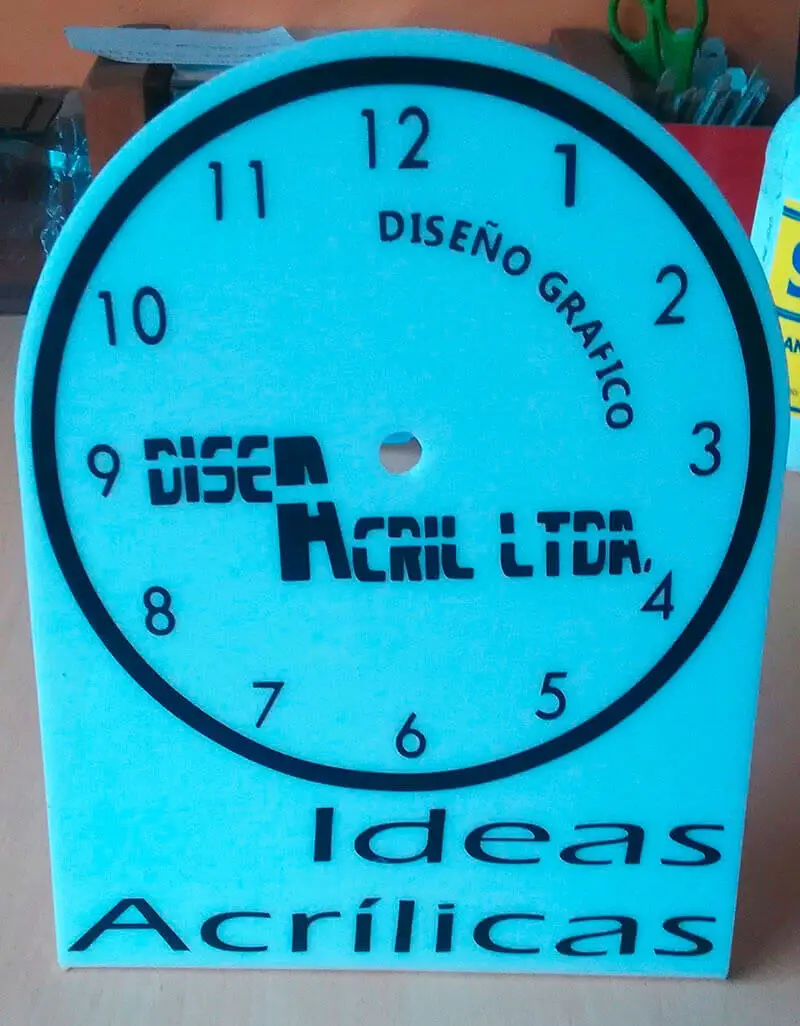 12
1
2
3
4
5
6
7
8
9
10
11
DISEÑO GRAFICO
DISEÑ
ACRIL LTDA.
Ideas
Acrílicas